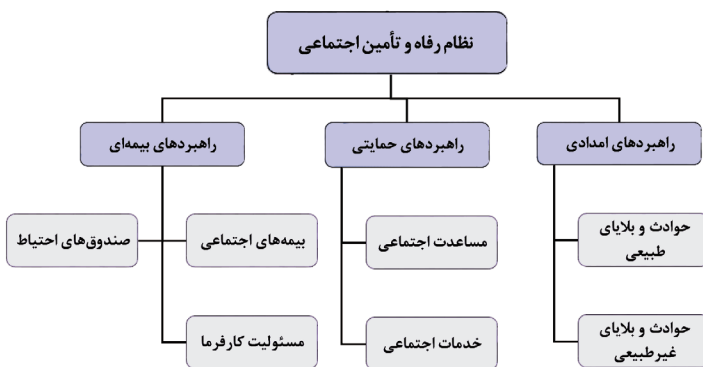 نظام رفاه و تأمین اجتماعی
راهبردهای امدادی
راهبردهای حمایتی
راهبردهای بیمه‌ای
حوادث و بلایای
طبیعی
مساعدت اجتماعی
بیمه‌های اجتماعی
صندوق‌های احتیاط
حوادث و بلایای
غیرطبیعی
خدمات اجتماعی
مسئولیت کارفرما